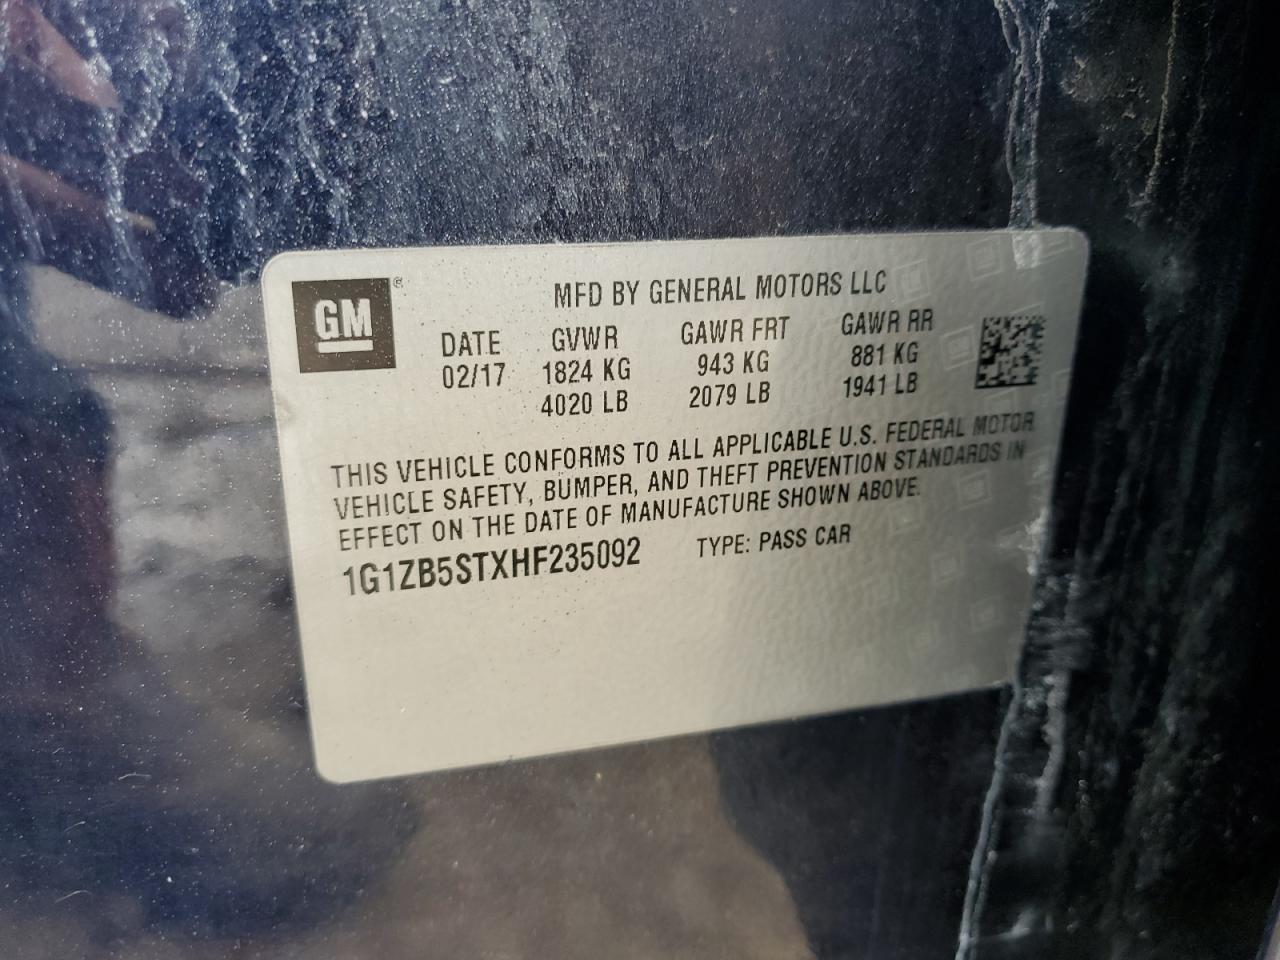 GM®
MFD BY GENERAL MOTORS LLC
DATE GVWR GAWR FRT GAWR RR
02/17 1824 KG 943 KG 881 KG
4020 LB 2079 LB 1941 LB
THIS VEHICLE CONFORMS TO ALL APPLICABLE U.S. FEDERAL MOTOR
VEHICLE SAFETY, BUMPER, AND THEFT PREVENTION STANDARDS IN
EFFECT ON THE DATE OF MANUFACTURE SHOWN ABOVE.
1G1ZB5STXHF235092 TYPE: PASS CAR